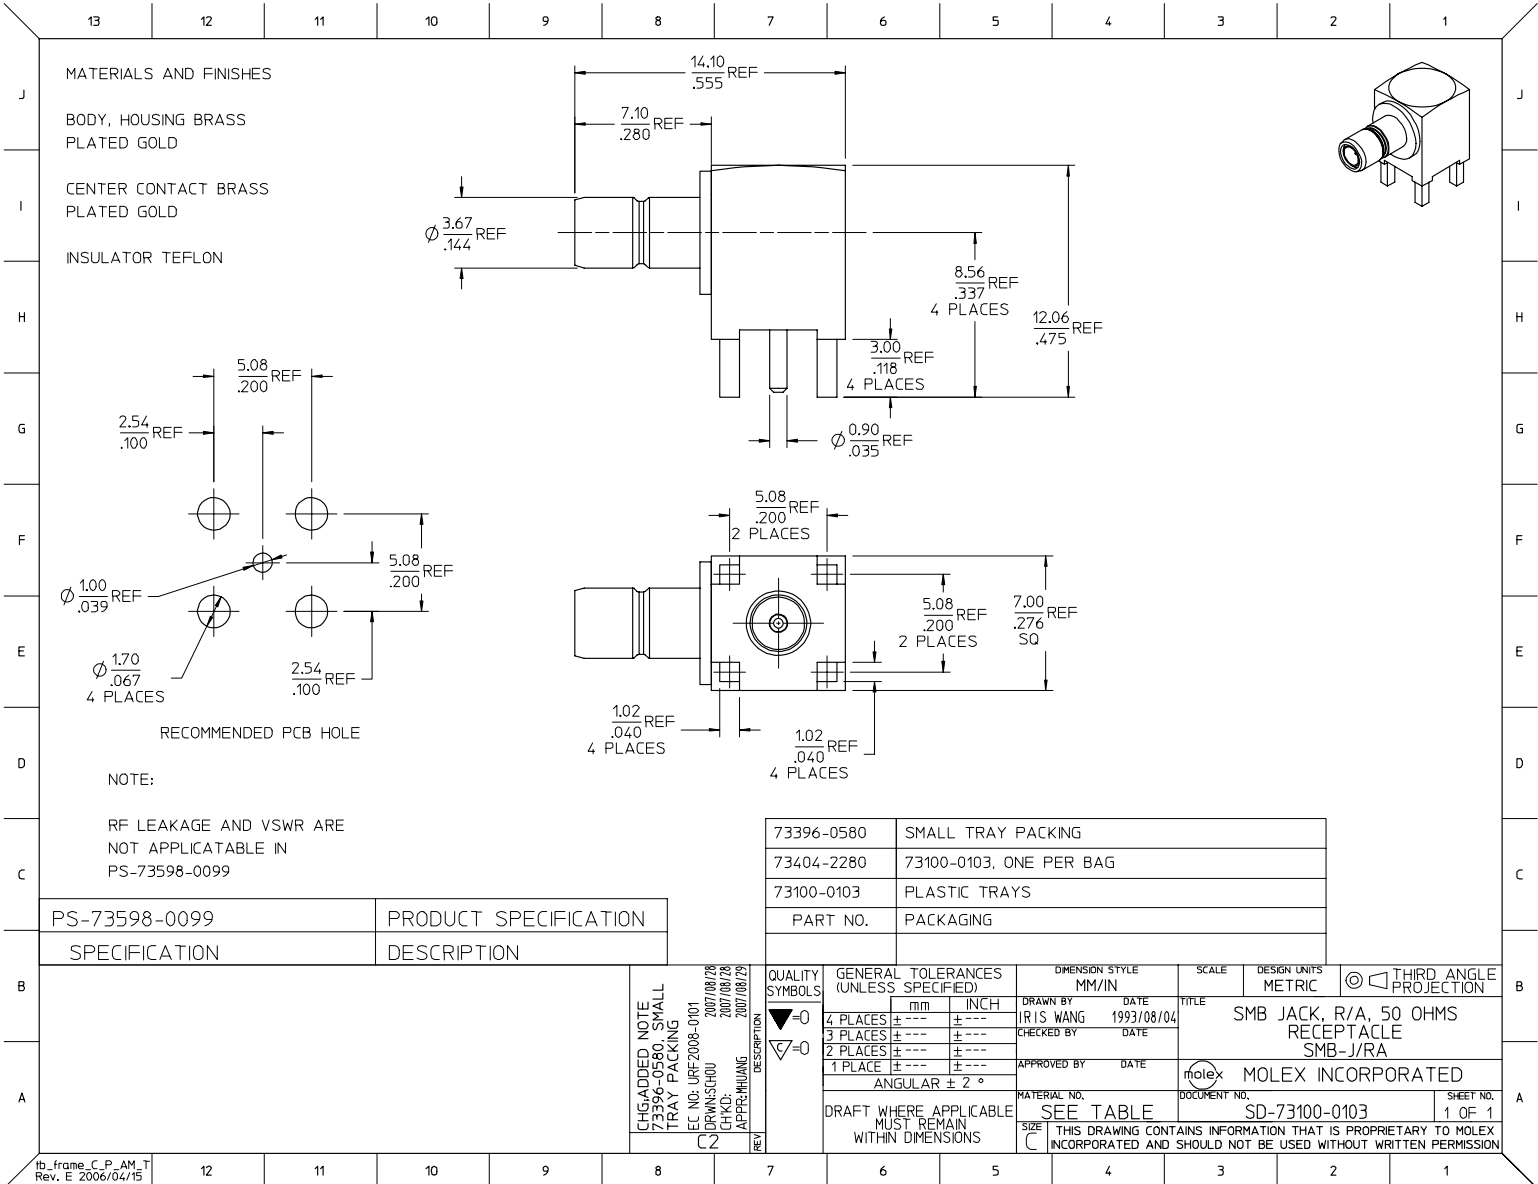 13 12 11 10 9 8 7 6 5 4 3 2 1
J
I
H
G
F
E
D
C
B
A
J
I
H
G
F
E
D
C
B
A
MATERIALS AND FINISHES
BODY, HOUSING BRASS
PLATED GOLD
CENTER CONTACT BRASS
PLATED GOLD
INSULATOR TEFLON
14.10
.555
REF
7.10
.280
REF
Ø 3.67
.144
REF
8.56
.337
REF
4 PLACES
12.06
.475
REF
3.00
.118
REF
4 PLACES
Ø 0.90
.035
REF
5.08
.200
REF
2.54
.100
REF
5.08
.200
REF
Ø 1.00
.039
REF
Ø 1.70
.067
4 PLACES
2.54
.100
REF
RECOMMENDED PCB HOLE
5.08
.200
REF
2 PLACES
5.08
.200
REF
2 PLACES
7.00
.276
REF
SQ
1.02
.040
REF
4 PLACES
1.02
.040
REF
4 PLACES
NOTE:
RF LEAKAGE AND VSWR ARE
NOT APPLICATABLE IN
PS-73598-0099
73396-0580 SMALL TRAY PACKING
73404-2280 73100-0103, ONE PER BAG
73100-0103 PLASTIC TRAYS
PART NO. PACKAGING
PS-73598-0099 PRODUCT SPECIFICATION
SPECIFICATION DESCRIPTION
CHG:ADDED NOTE
73396-0580, SMALL
TRAY PACKING
EC NO: URF2008-0101
DRWN:SCHOU 2007/08/28
CHKD: 2007/08/28
APPR:MHUANG 2007/08/29
C2
DESCRIPTION
REV
QUALITY
SYMBOLS
▼=0
C=0
GENERAL TOLERANCES
(UNLESS SPECIFIED)
mm INCH
4 PLACES ±--- ±---
3 PLACES ±--- ±---
2 PLACES ±--- ±---
1 PLACE ±--- ±---
ANGULAR ± 2 °
DRAFT WHERE APPLICABLE
MUST REMAIN
WITHIN DIMENSIONS
DIMENSION STYLE
MM/IN
SCALE
DESIGN UNITS
METRIC
THIRD ANGLE
PROJECTION
DRAWN BY DATE
IRIS WANG 1993/08/04
CHECKED BY DATE
APPROVED BY DATE
TITLE
SMB JACK, R/A, 50 OHMS
RECEPTACLE
SMB-J/RA
molex MOLEX INCORPORATED
MATERIAL NO.
SEE TABLE
DOCUMENT NO.
SD-73100-0103
SHEET NO.
1 OF 1
SIZE
C
THIS DRAWING CONTAINS INFORMATION THAT IS PROPRIETARY TO MOLEX
INCORPORATED AND SHOULD NOT BE USED WITHOUT WRITTEN PERMISSION
tb_frame_C_P_AM_T
Rev. E 2006/04/15
12 11 10 9 8 7 6 5 4 3 2 1